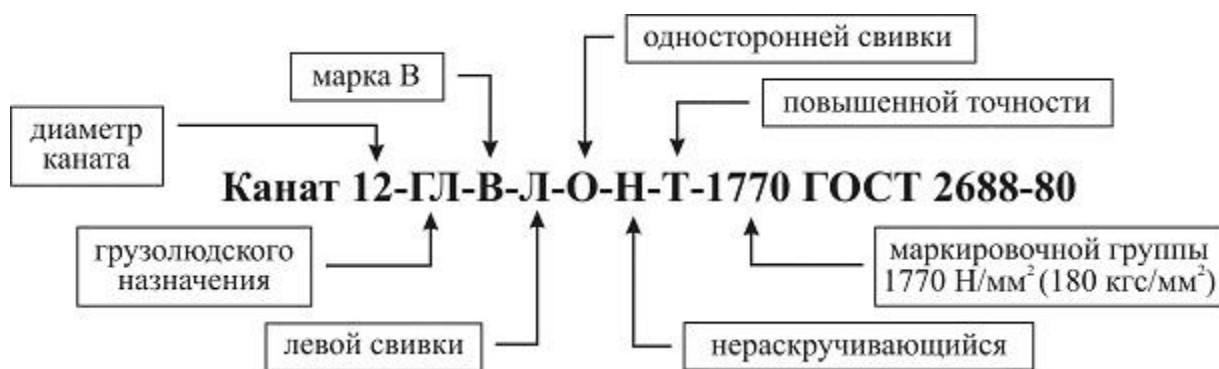 односторонней свивки
марка В
повышенной точности
диаметр
каната
Канат 12-ГЛ-В-Л-О-Н-Т-1770 ГОСТ 2688-80
грузолюдского
назначения
маркировочной группы
1770 Н/мм² (180 кгс/мм²)
левой свивки
нераскручивающийся